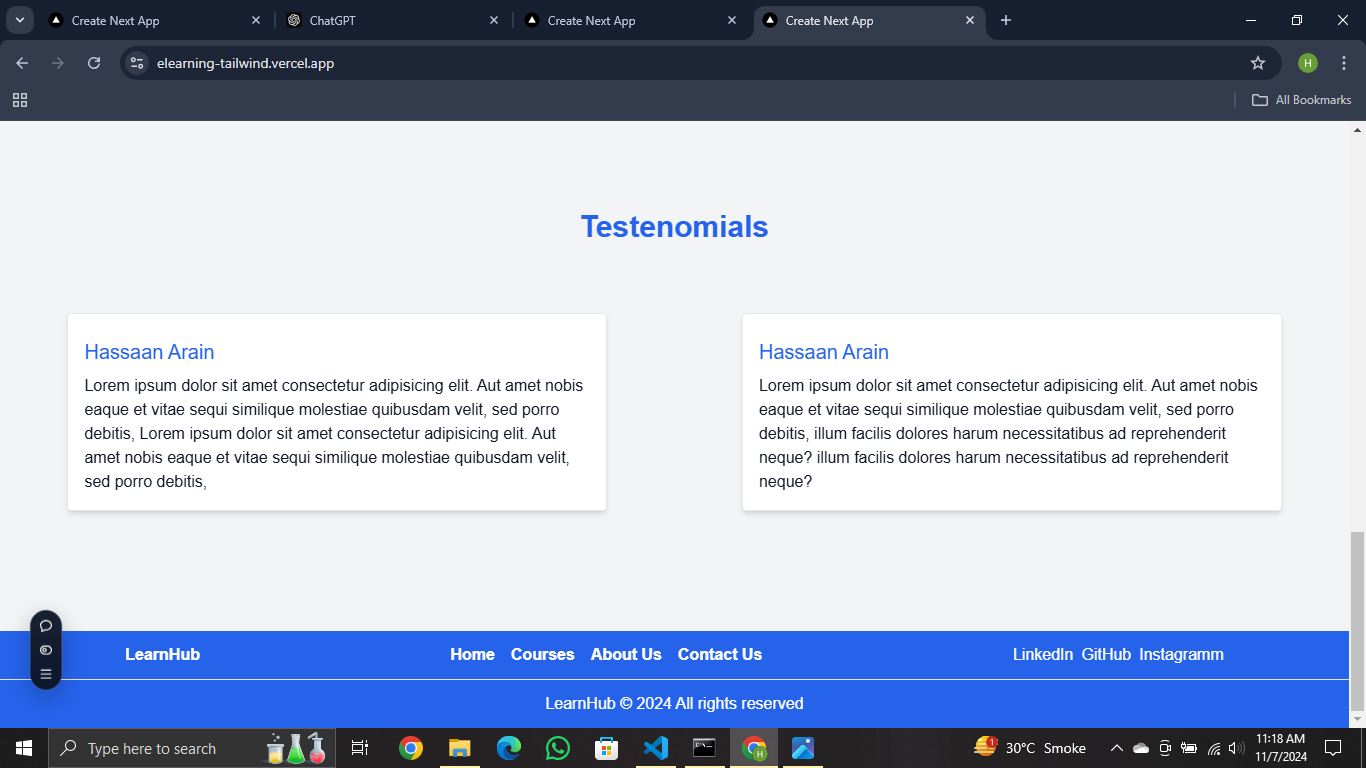 Create Next App
ChatGPT
Create Next App
Create Next App
elearning-tailwind.vercel.app
H
All Bookmarks
Testenomials
Hassaan Arain
Lorem ipsum dolor sit amet consectetur adipisicing elit. Aut amet nobis
eaque et vitae sequi similique molestiae quibusdam velit, sed porro
debitis, Lorem ipsum dolor sit amet consectetur adipisicing elit. Aut
amet nobis eaque et vitae sequi similique molestiae quibusdam velit,
sed porro debitis,
Hassaan Arain
Lorem ipsum dolor sit amet consectetur adipisicing elit. Aut amet nobis
eaque et vitae sequi similique molestiae quibusdam velit, sed porro
debitis, illum facilis dolores harum necessitatibus ad reprehenderit
neque? illum facilis dolores harum necessitatibus ad reprehenderit
neque?
LearnHub
Home Courses About Us Contact Us
LinkedIn GitHub Instagramm
LearnHub © 2024 All rights reserved
Type here to search
H
1
30°C Smoke
11:18 AM
11/7/2024